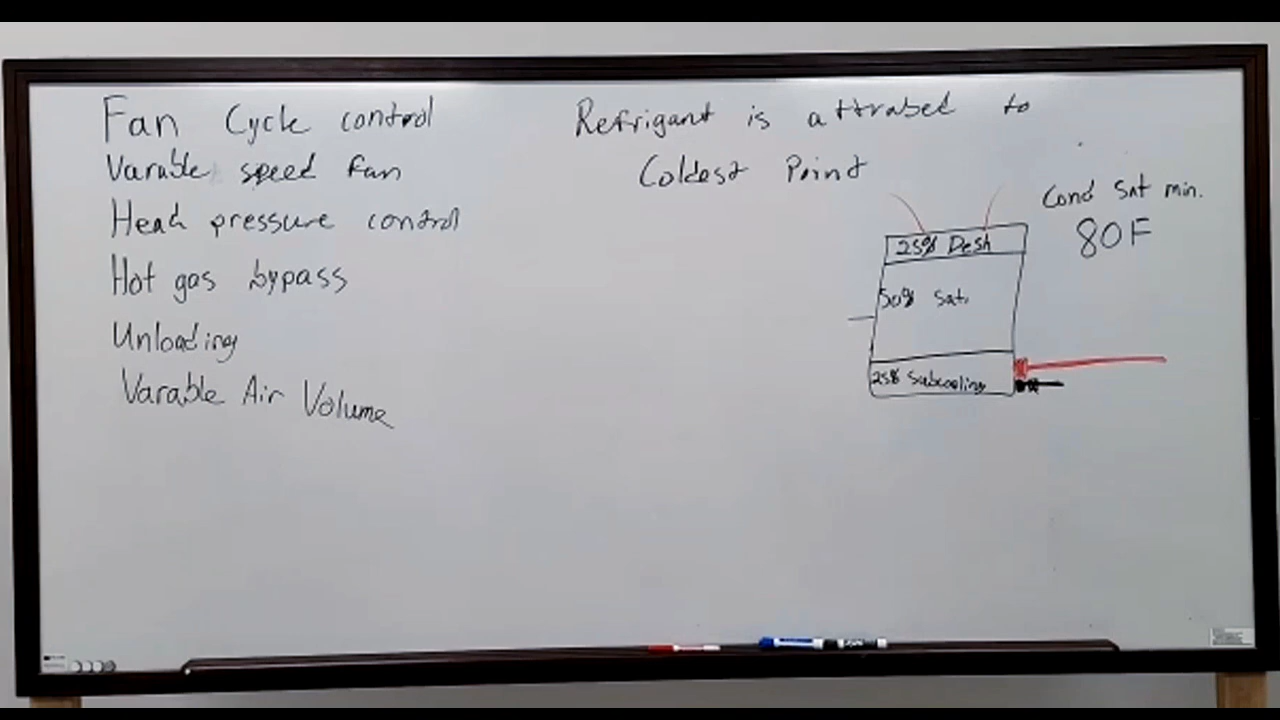 Fan Cycle control
Varable speed fan
Head pressure control
Hot gas bypass
Unloading
Varable Air Volume
Refrigant is attrabed to
Coldest Point
Cond Sat min.
80F
25% Desh
50% Sat.
25% Subcooling